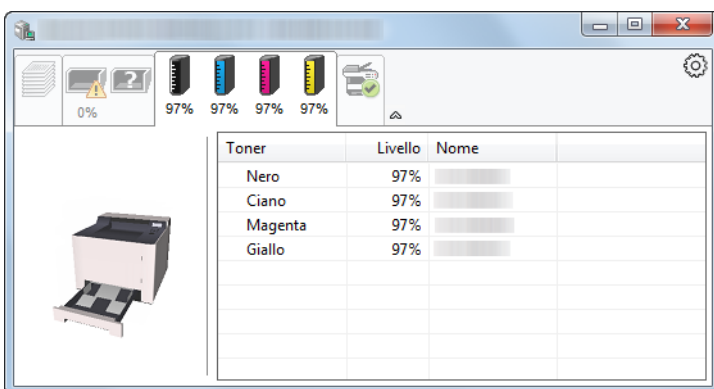 0%
97%
97%
97%
97%
Toner Livello Nome
Nero 97%
Ciano 97%
Magenta 97%
Giallo 97%